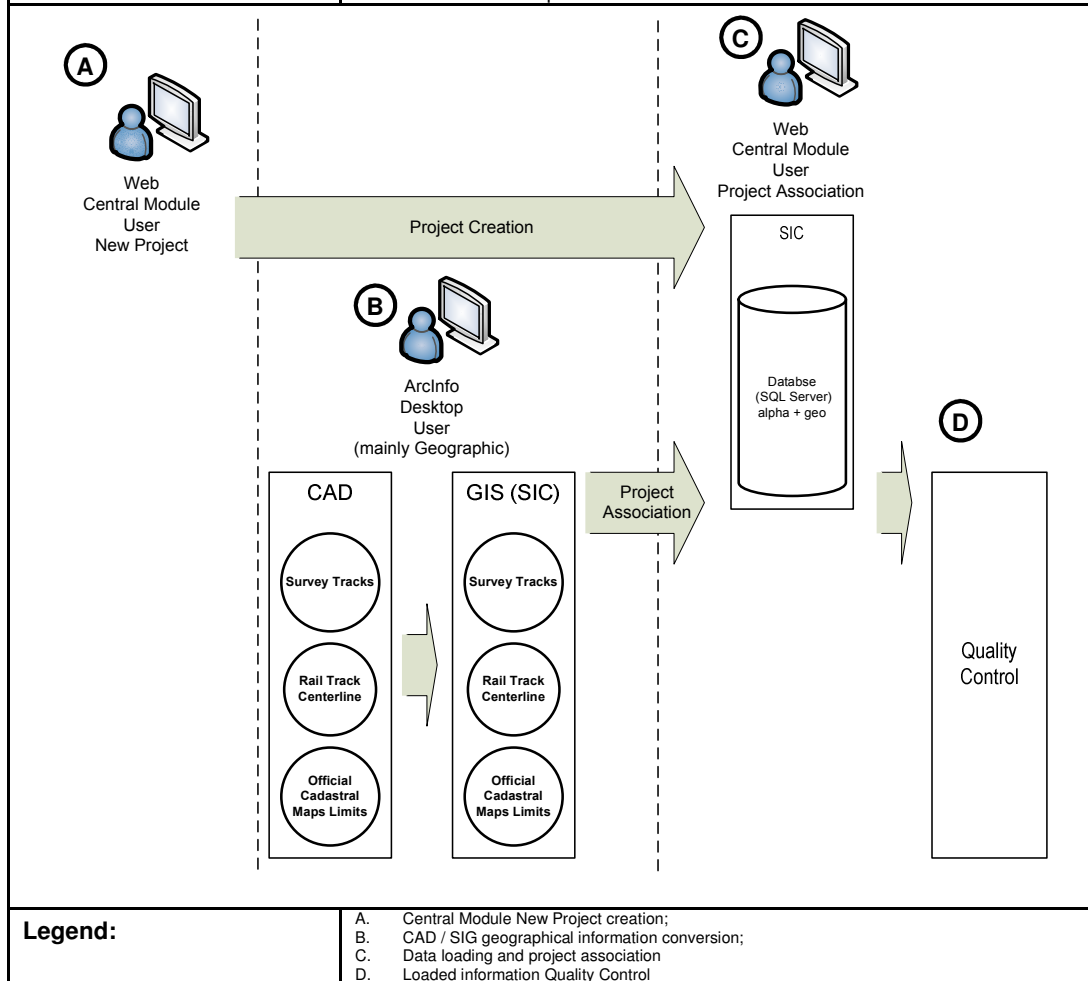 A
Web
Central Module
User
New Project
C
Web
Central Module
User
Project Association
Project Creation
SIC
B
ArcInfo
Desktop
User
(mainly Geographic)
Databse
(SQL Server)
alpha + geo
D
CAD
GIS (SIC)
Project
Association
Survey Tracks
Survey Tracks
Rail Track
Centerline
Rail Track
Centerline
Official
Cadastral
Maps Limits
Official
Cadastral
Maps Limits
Quality
Control
Legend:
A. Central Module New Project creation;
B. CAD / SIG geographical information conversion;
C. Data loading and project association
D. Loaded information Quality Control